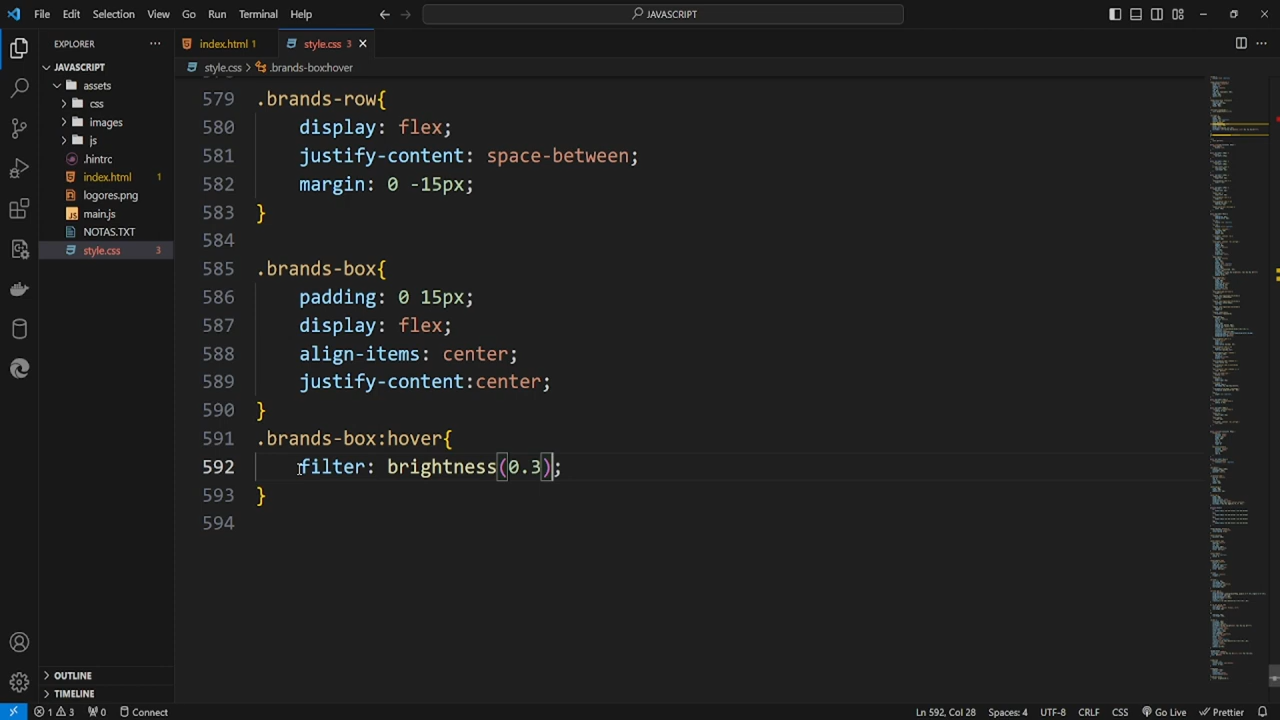 File Edit Selection View Go Run Terminal Help
JAVASCRIPT
EXPLORER
index.html 1
style.css 3
style.css > .brands-box:hover
JAVASCRIPT
assets
css
images
js
.hintrc
index.html 1
logores.png
main.js
NOTAS.TXT
style.css 3
OUTLINE
TIMELINE
579 .brands-row{
580 display: flex;
581 justify-content: space-between;
582 margin: 0 -15px;
583 }
584
585 .brands-box{
586 padding: 0 15px;
587 display: flex;
588 align-items: center;
589 justify-content:center;
590 }
591 .brands-box:hover{
592 filter: brightness(0.3);
593 }
594
1 3 0 Connect
Ln 592, Col 28 Spaces: 4 UTF-8 CRLF CSS Go Live Prettier